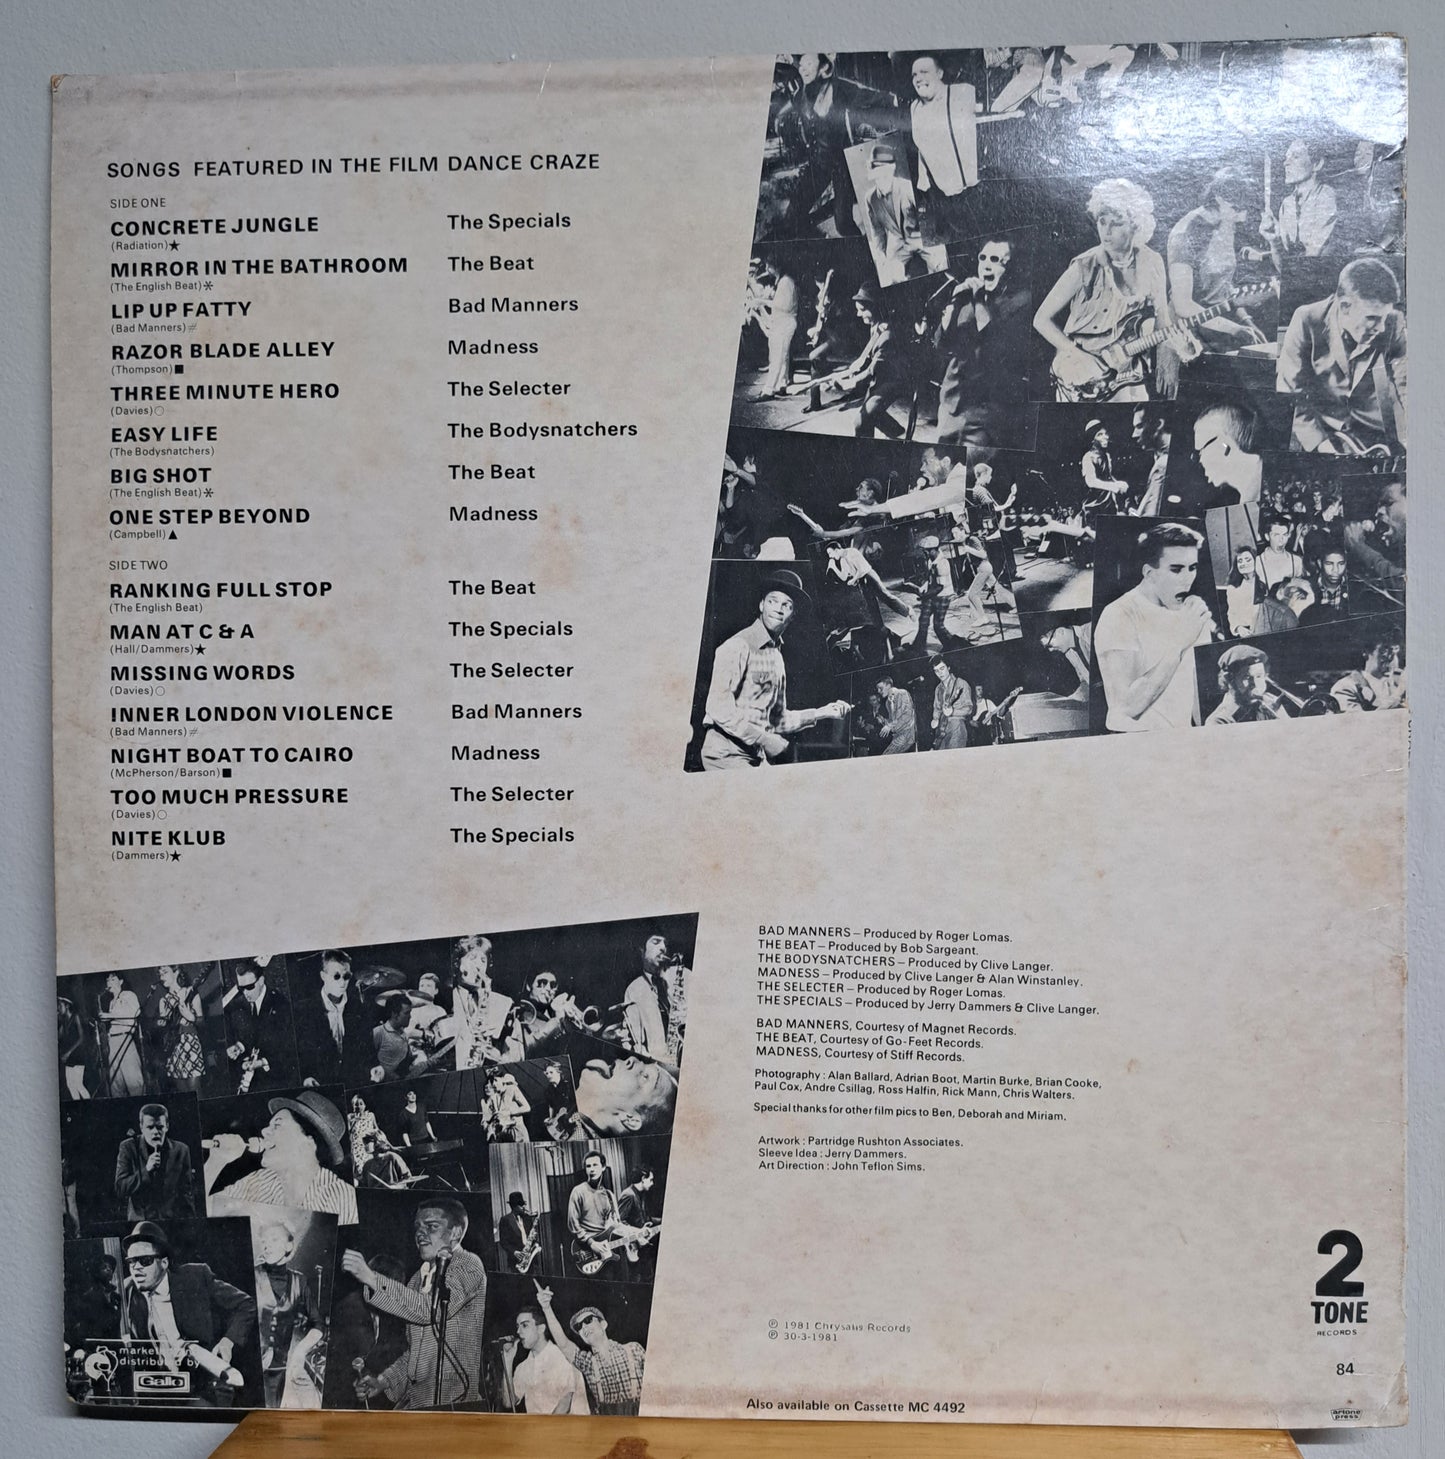 SONGS FEATURED IN THE FILM DANCE CRAZE
SIDE ONE
CONCRETE JUNGLE The Specials
(Radiation)★
MIRROR IN THE BATHROOM The Beat
(The English Beat)✳
LIP UP FATTY Bad Manners
(Bad Manners)≠
RAZOR BLADE ALLEY Madness
(Thompson)■
THREE MINUTE HERO The Selecter
(Davies)○
EASY LIFE The Bodysnatchers
(The Bodysnatchers)
BIG SHOT The Beat
(The English Beat)✳
ONE STEP BEYOND Madness
(Campbell)▲
SIDE TWO
RANKING FULL STOP The Beat
(The English Beat)
MAN AT C & A The Specials
(Hall/Dammers)★
MISSING WORDS The Selecter
(Davies)○
INNER LONDON VIOLENCE Bad Manners
(Bad Manners)≠
NIGHT BOAT TO CAIRO Madness
(McPherson/Barson)■
TOO MUCH PRESSURE The Selecter
(Davies)○
NITE KLUB The Specials
(Dammers)★
BAD MANNERS – Produced by Roger Lomas.
THE BEAT – Produced by Bob Sargeant.
THE BODYSNATCHERS – Produced by Clive Langer.
MADNESS – Produced by Clive Langer & Alan Winstanley.
THE SELECTER – Produced by Roger Lomas.
THE SPECIALS – Produced by Jerry Dammers & Clive Langer.
BAD MANNERS, Courtesy of Magnet Records.
THE BEAT, Courtesy of Go-Feet Records.
MADNESS, Courtesy of Stiff Records.
Photography : Alan Ballard, Adrian Boot, Martin Burke, Brian Cooke,
Paul Cox, Andre Csillag, Ross Halfin, Rick Mann, Chris Walters.
Special thanks for other film pics to Ben, Deborah and Miriam.
Artwork : Partridge Rushton Associates.
Sleeve Idea : Jerry Dammers.
Art Direction : John Teflon Sims.
2
TONE
RECORDS
℗ 1981 Chrysalis Records
℗ 30-3-1981
84
distributed by
Gallo
Also available on Cassette MC 4492
artone
press